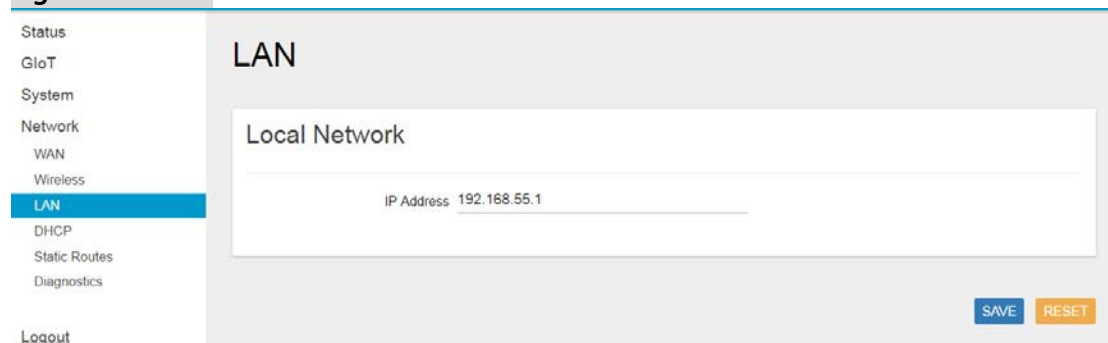 Status
GIoT
System
Network
WAN
Wireless
LAN
DHCP
Static Routes
Diagnostics
Logout
LAN
Local Network
IP Address 192.168.55.1
SAVE RESET